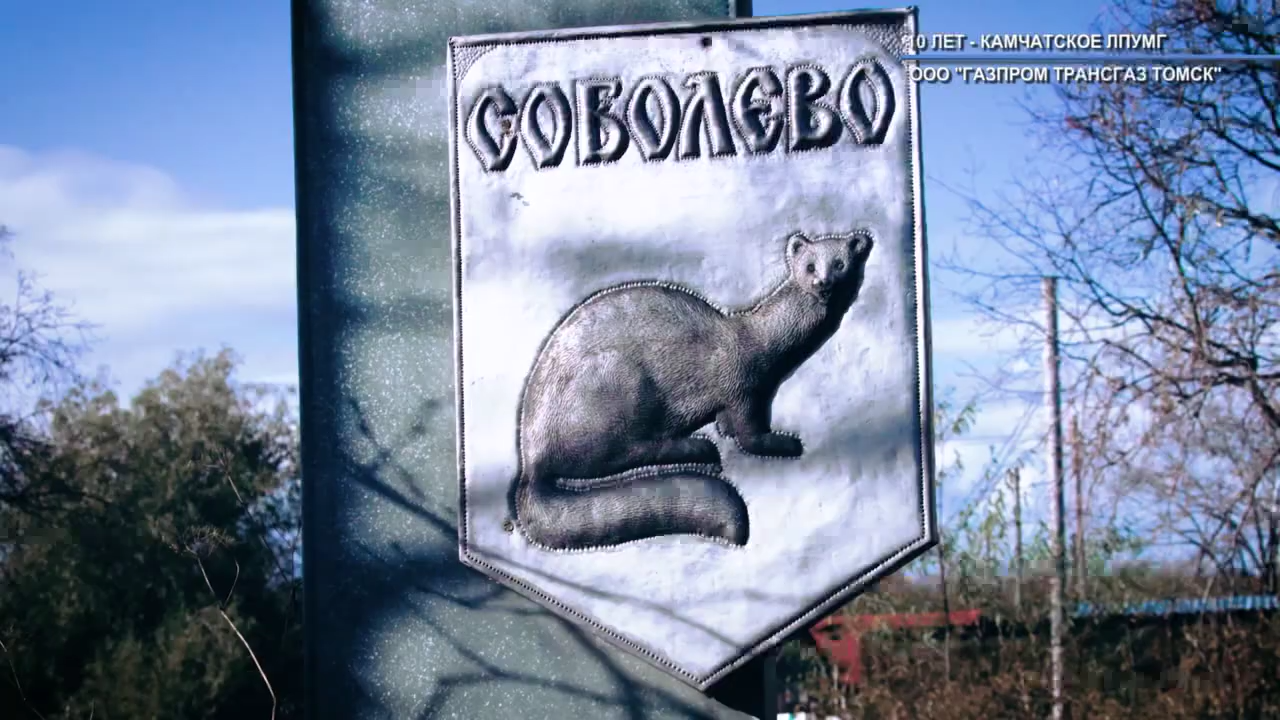 СОБОЛЕВО
10 ЛЕТ - КАМЧАТСКОЕ ЛПУМГ
ООО "ГАЗПРОМ ТРАНСГАЗ ТОМСК"